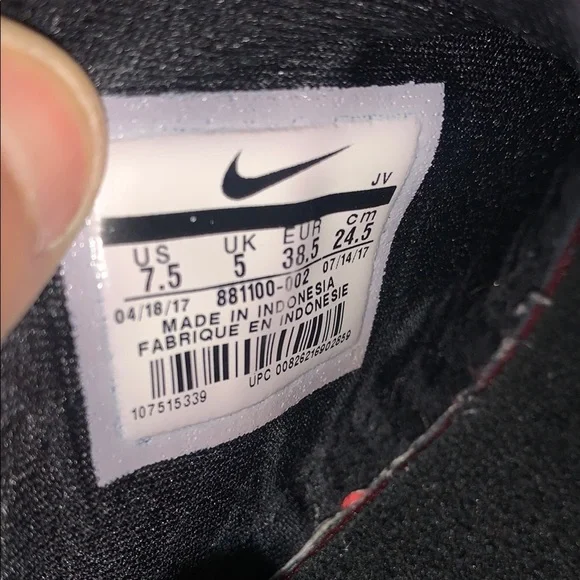 JV
US UK EUR cm
7.5 5 38.5 24.5
04/18/17 881100-002 07/14/17
MADE IN INDONESIA
FABRIQUE EN INDONESIE
107515339 UPC 00826216902859